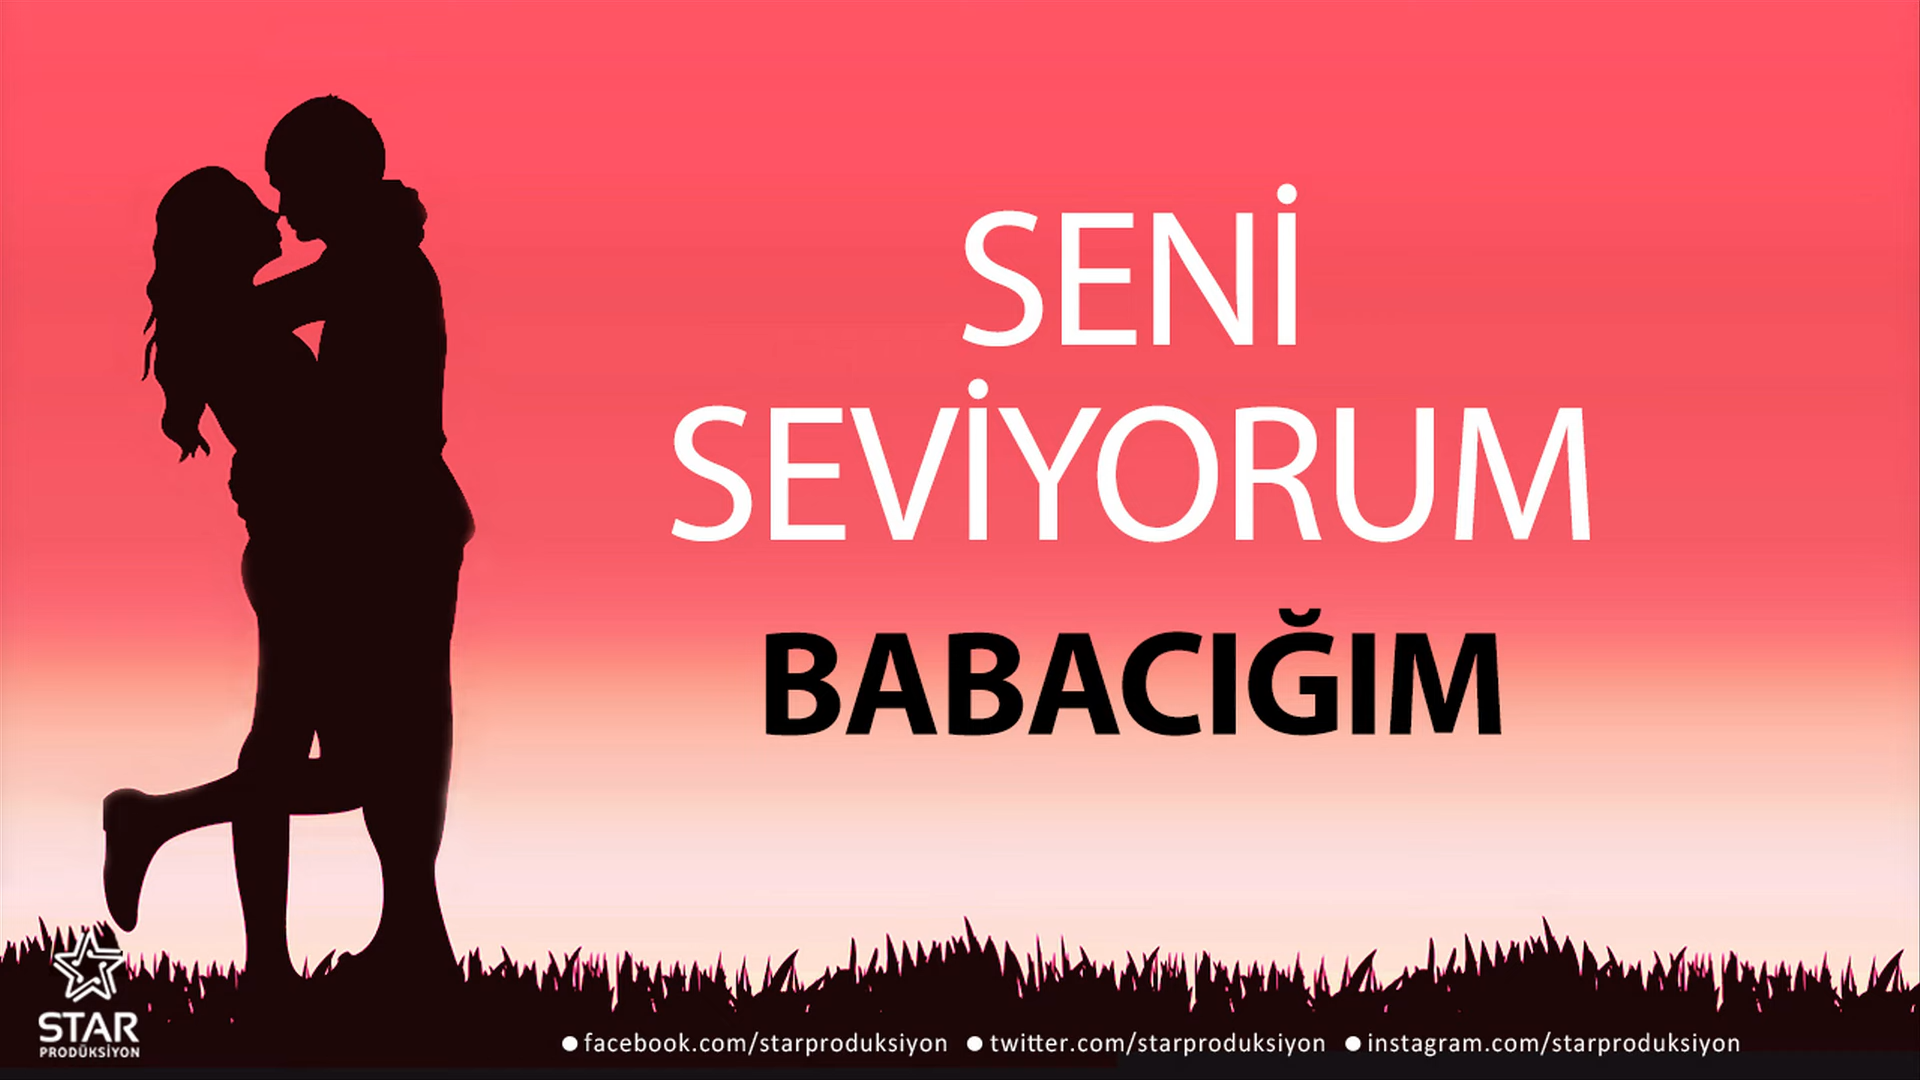 SENİ
SEVİYORUM
BABACIĞIM
STAR
PRODÜKSİYON
facebook.com/starproduksiyon twitter.com/starproduksiyon instagram.com/starproduksiyon